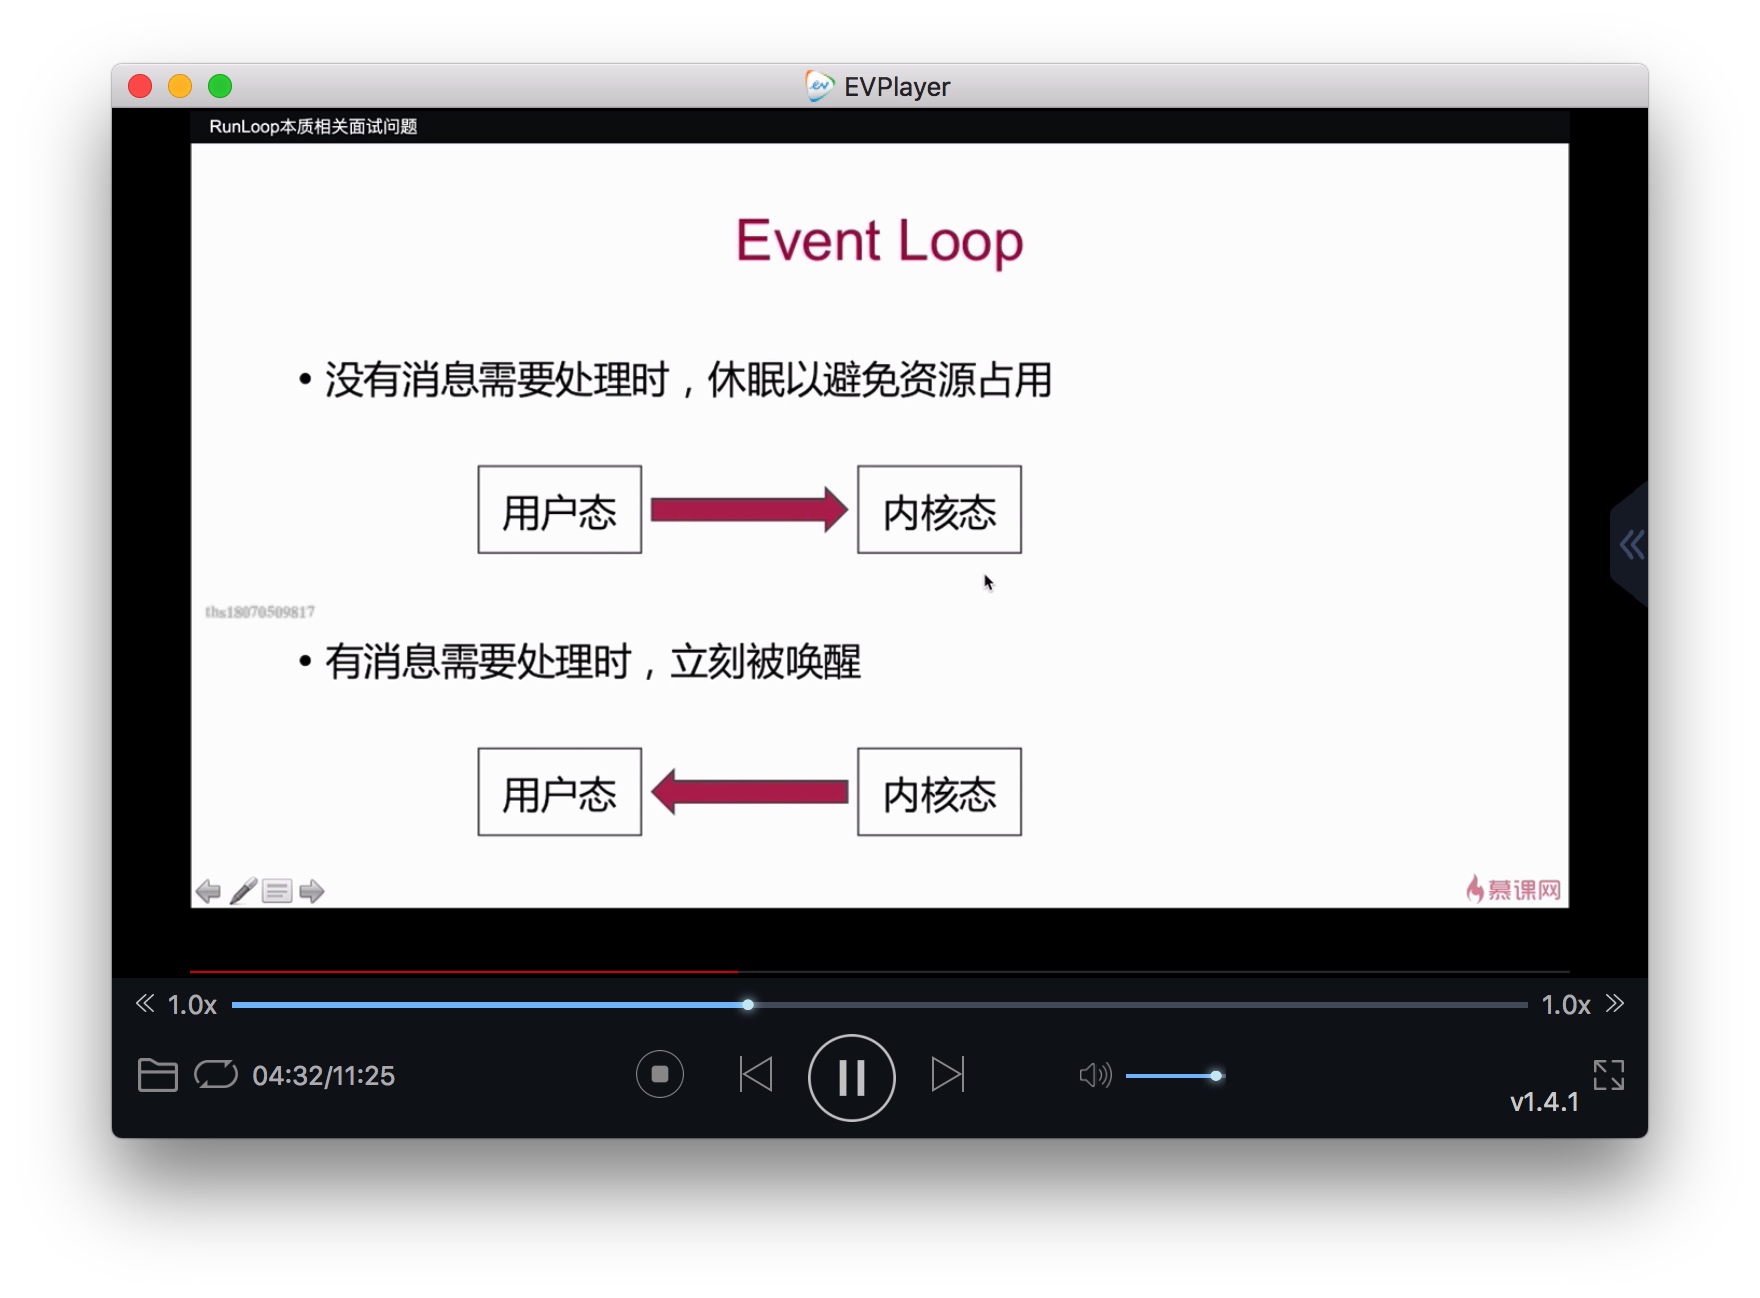 EVPlayer
RunLoop本质相关面试问题
Event Loop
• 没有消息需要处理时，休眠以避免资源占用
用户态 内核态
ths18070509817
• 有消息需要处理时，立刻被唤醒
用户态 内核态
慕课网
1.0x 1.0x
04:32/11:25
v1.4.1